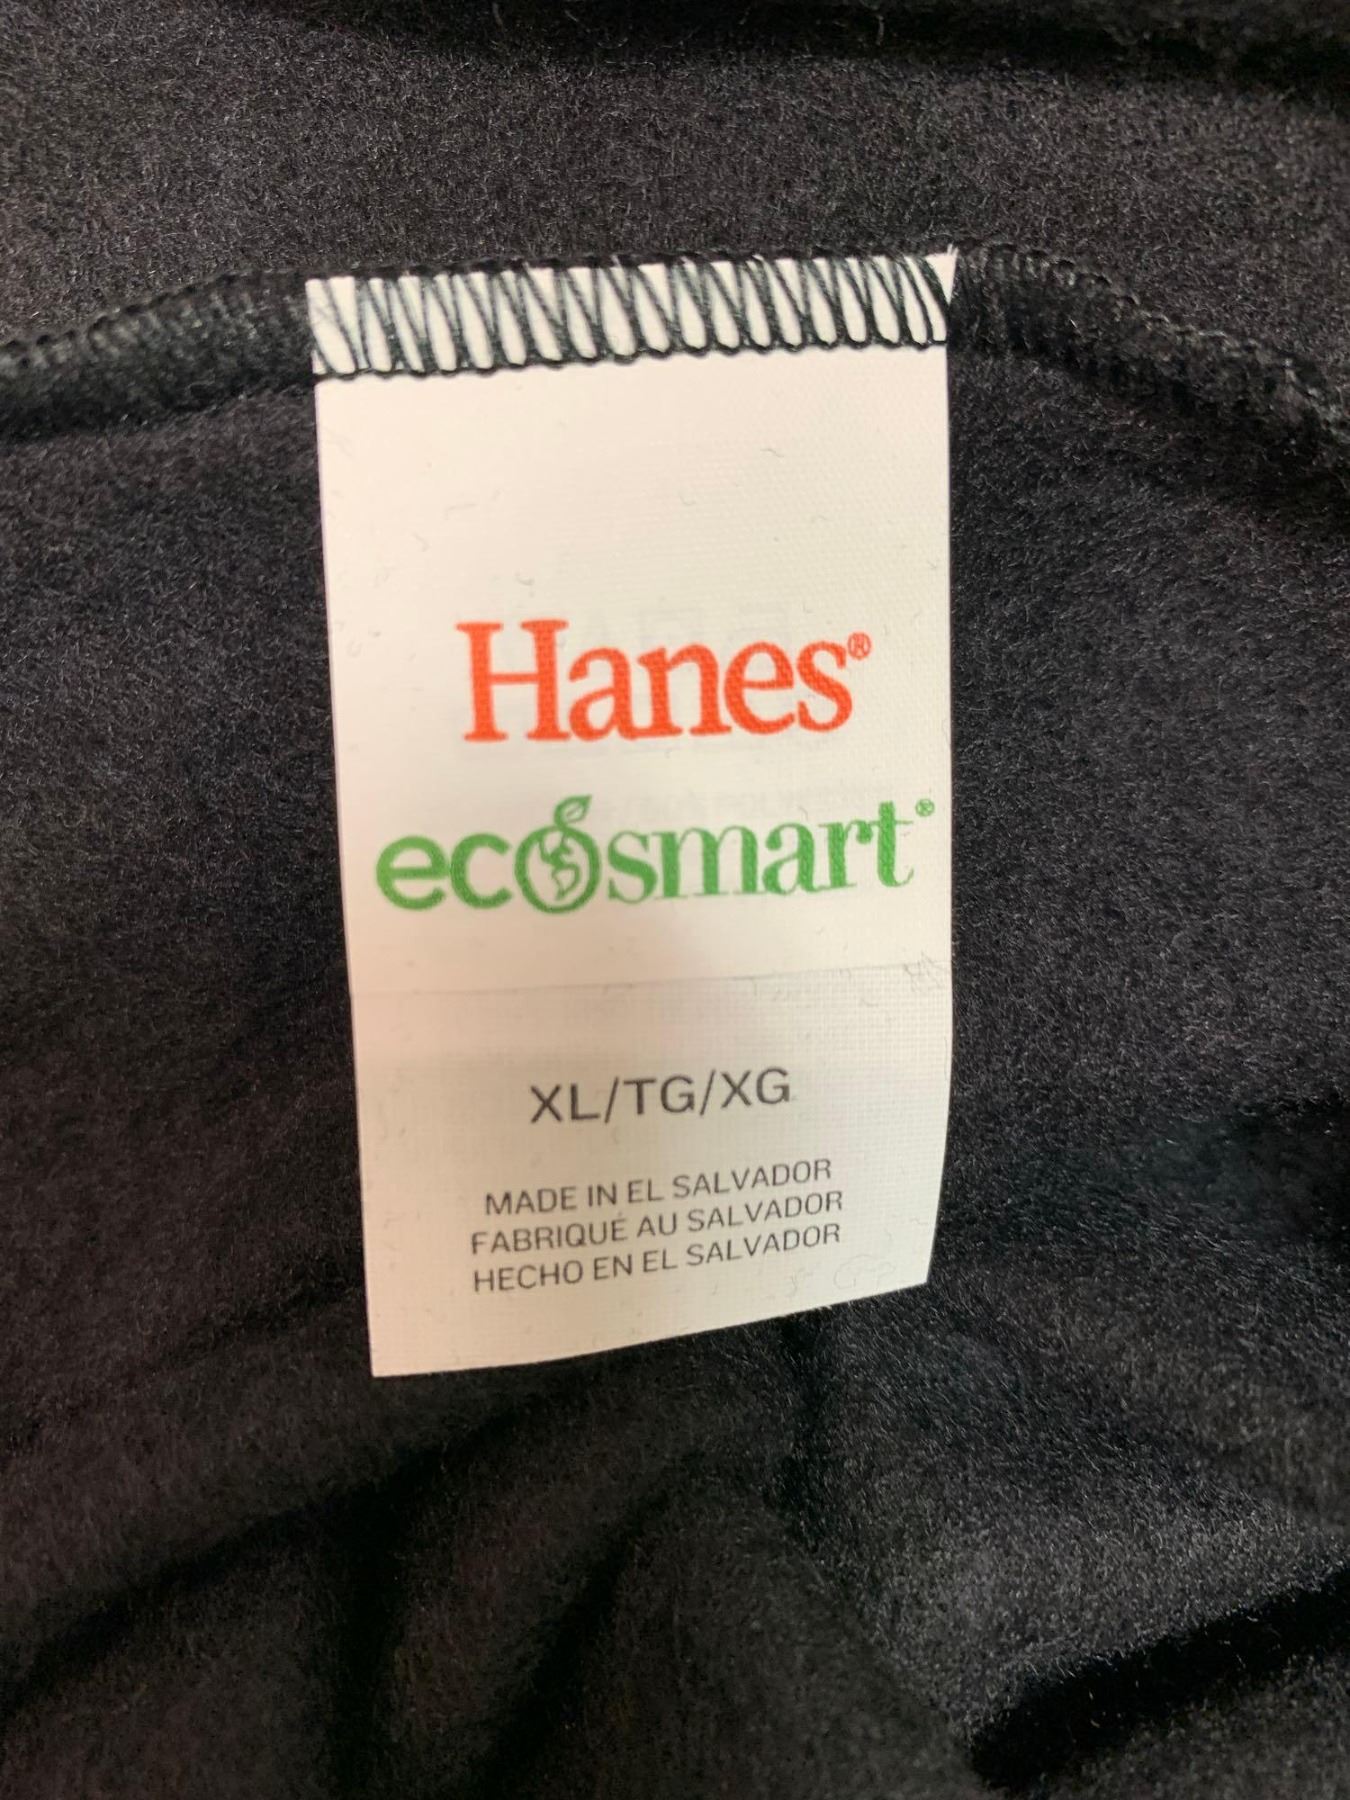 Hanes®
ecosmart®
XL/TG/XG
MADE IN EL SALVADOR
FABRIQUÉ AU SALVADOR
HECHO EN EL SALVADOR